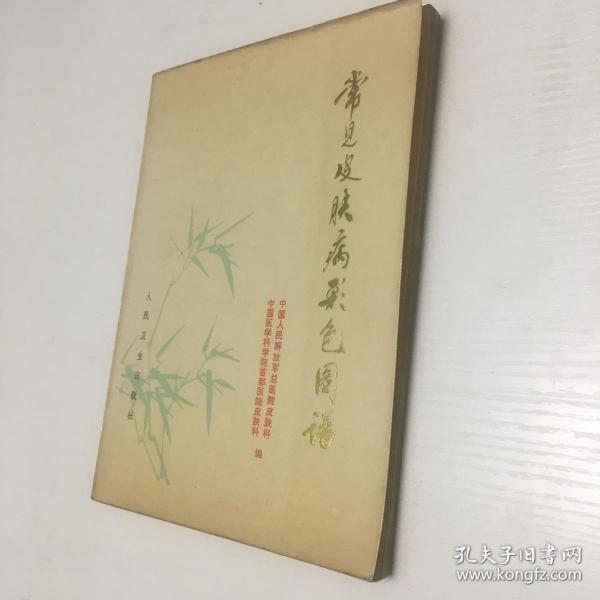 常见皮肤病彩色图谱
中国人民解放军总医院皮肤科
中国医学科学院首都医院皮肤科 编
人民卫生出版社
孔夫子旧书网
www.kongfz.com